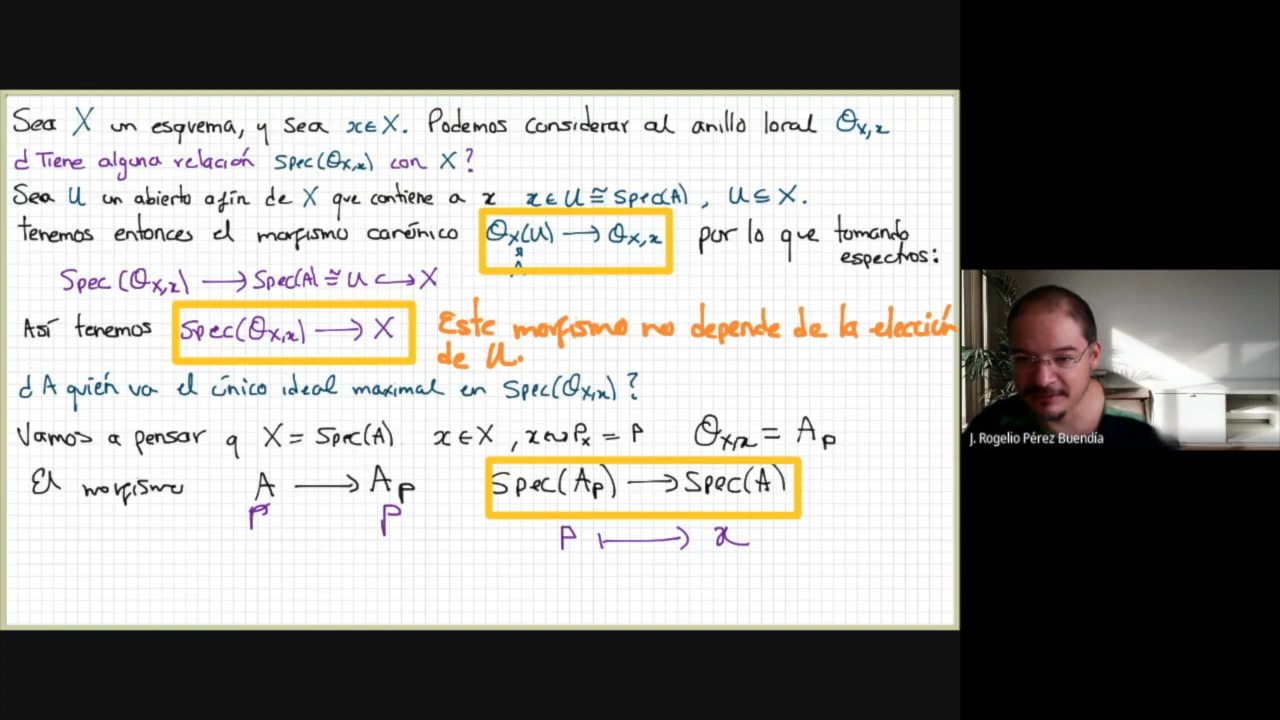 Sea X un esquema, y sea x∈X. Podemos considerar al anillo local 𝒪_{X,x}
¿Tiene alguna relación Spec(𝒪_{X,x}) con X?
Sea U un abierto afín de X que contiene a x x∈U≅Spec(A), U⊆X.
tenemos entonces el morfismo canónico 𝒪_X(U) ⟶ 𝒪_{X,x} por lo que tomando
espectros:
A
Spec(𝒪_{X,x}) ⟶ Spec(A)≅U↪X
Así tenemos Spec(𝒪_{X,x}) ⟶ X Este morfismo no depende de la elección
de U.
¿A quién va el único ideal maximal en Spec(𝒪_{X,x})?
Vamos a pensar q X = Spec(A) x∈X, x⇝P_x = P 𝒪_{X,x} = A_P
El morfismo A ⟶ A_P Spec(A_P) ⟶ Spec(A)
P P
P ⟼ x
J. Rogelio Pérez Buendía